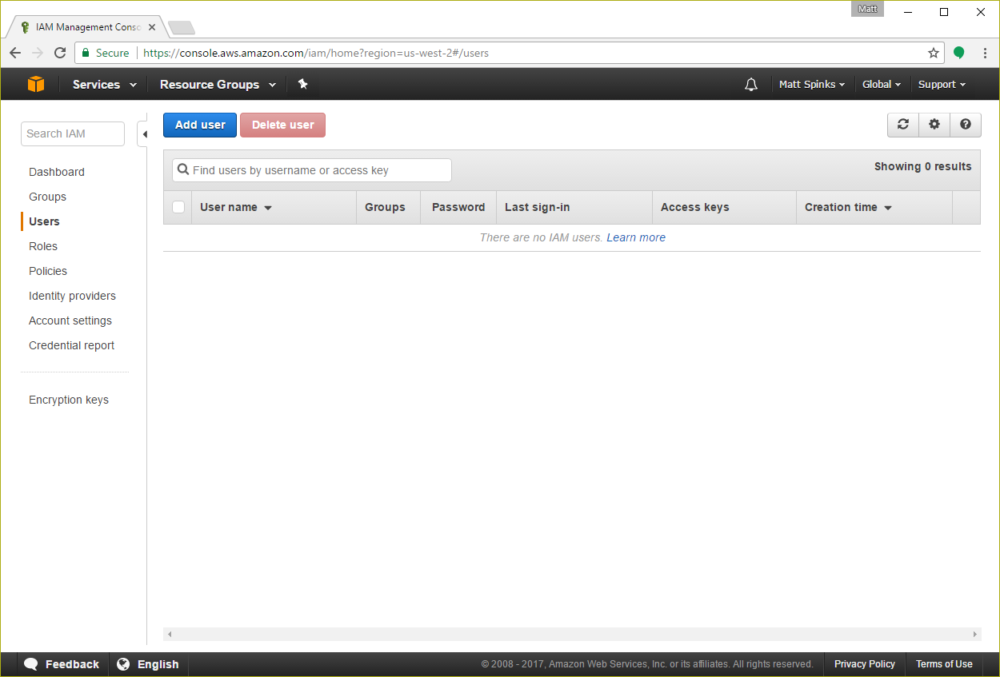 Matt
IAM Management Conso
Secure https://console.aws.amazon.com/iam/home?region=us-west-2#/users
Services Resource Groups Matt Spinks Global Support
Search IAM
Dashboard
Groups
Users
Roles
Policies
Identity providers
Account settings
Credential report
Encryption keys
Add user Delete user
Find users by username or access key Showing 0 results
User name Groups Password Last sign-in Access keys Creation time
There are no IAM users. Learn more
Feedback English © 2008 - 2017, Amazon Web Services, Inc. or its affiliates. All rights reserved. Privacy Policy Terms of Use